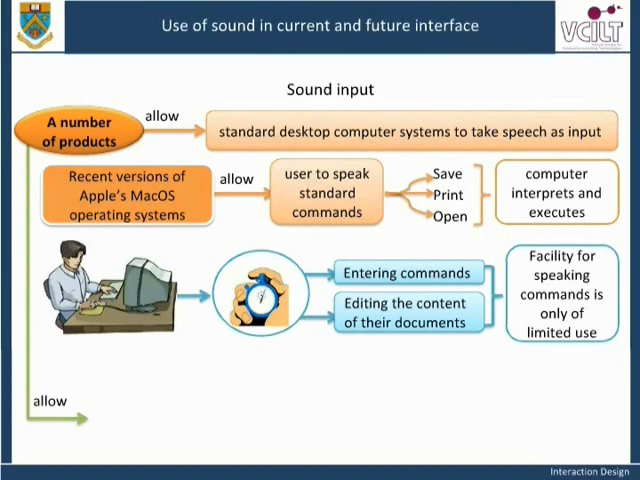 Use of sound in current and future interface
VCILT
Sound input
A number
of products
allow
standard desktop computer systems to take speech as input
Recent versions of
Apple's MacOS
operating systems
allow
user to speak
standard
commands
Save
Print
Open
computer
interprets and
executes
Entering commands
Editing the content
of their documents
Facility for
speaking
commands is
only of
limited use
allow
Interaction Design